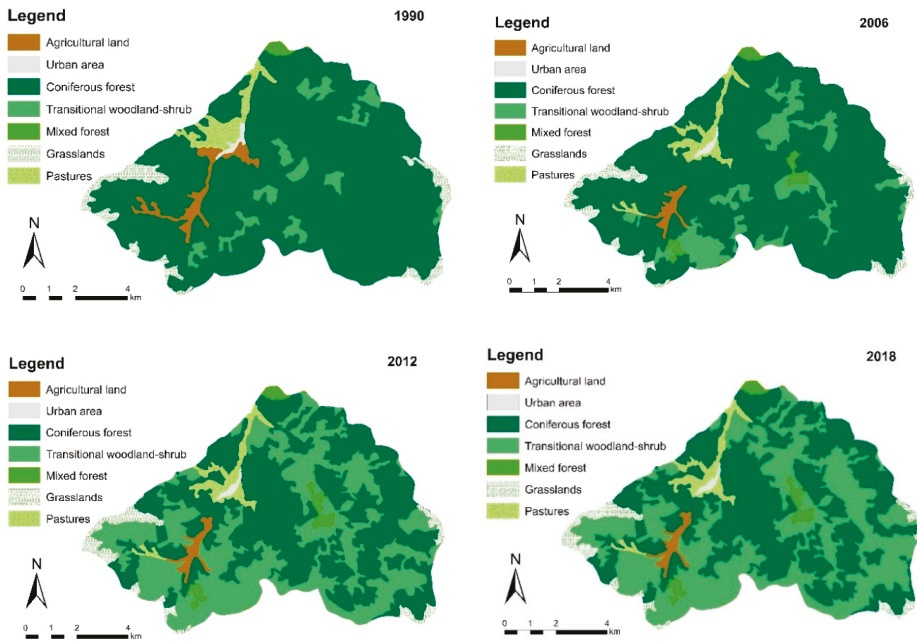 Legend
1990
Agricultural land
Urban area
Coniferous forest
Transitional woodland-shrub
Mixed forest
Grasslands
Pastures
N
0 1 2 4
km
Legend
2006
Agricultural land
Urban area
Coniferous forest
Transitional woodland-shrub
Mixed forest
Grasslands
Pastures
N
0 1 2 4
km
Legend
2012
Agricultural land
Urban area
Coniferous forest
Transitional woodland-shrub
Mixed forest
Grasslands
Pastures
N
0 1 2 4
km
Legend
2018
Agricultural land
Urban area
Coniferous forest
Transitional woodland-shrub
Mixed forest
Grasslands
Pastures
N
0 1 2 4
km